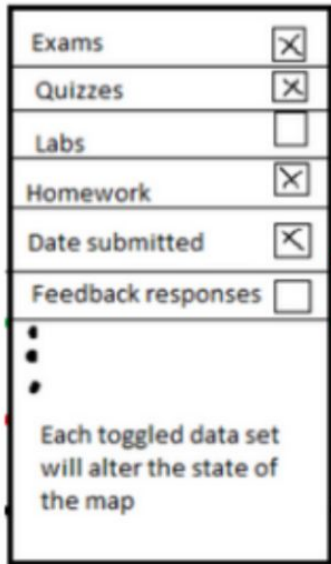 Exams
Quizzes
Labs
Homework
Date submitted
Feedback responses
Each toggled data set
will alter the state of
the map